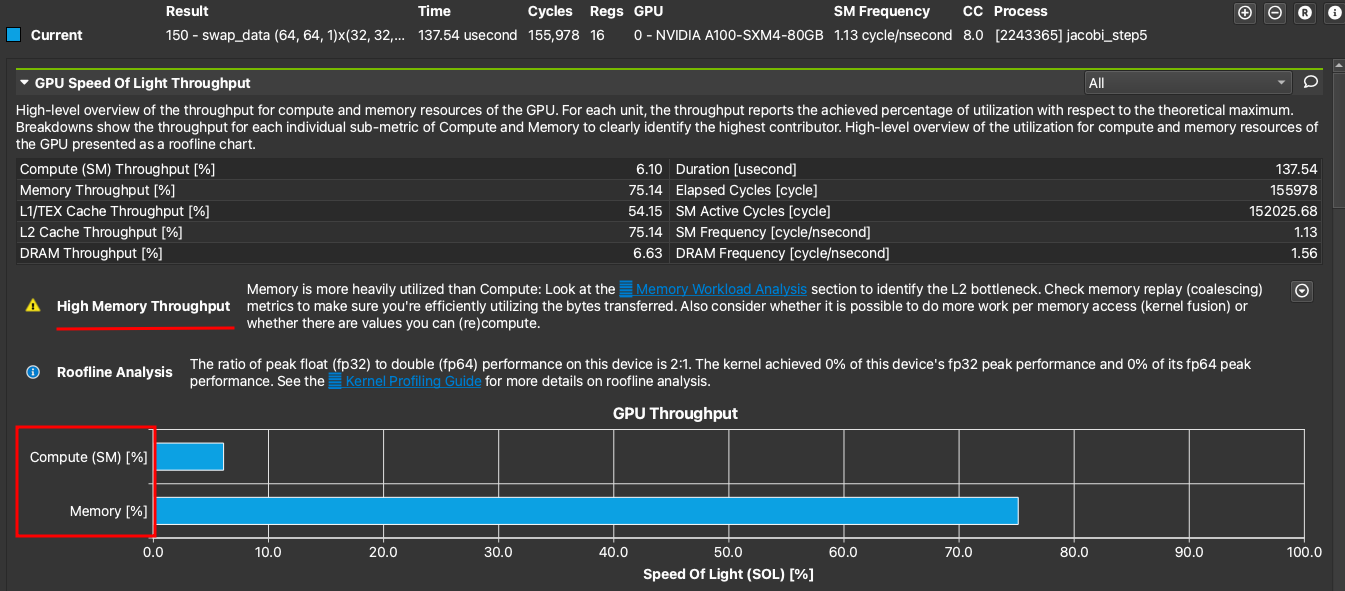 Result Time Cycles Regs GPU SM Frequency CC Process
Current 150 - swap_data (64, 64, 1)x(32, 32,... 137.54 usecond 155,978 16 0 - NVIDIA A100-SXM4-80GB 1.13 cycle/nsecond 8.0 [2243365] jacobi_step5
R i
GPU Speed Of Light Throughput All
High-level overview of the throughput for compute and memory resources of the GPU. For each unit, the throughput reports the achieved percentage of utilization with respect to the theoretical maximum.
Breakdowns show the throughput for each individual sub-metric of Compute and Memory to clearly identify the highest contributor. High-level overview of the utilization for compute and memory resources of
the GPU presented as a roofline chart.
Compute (SM) Throughput [%] 6.10 Duration [usecond] 137.54
Memory Throughput [%] 75.14 Elapsed Cycles [cycle] 155978
L1/TEX Cache Throughput [%] 54.15 SM Active Cycles [cycle] 152025.68
L2 Cache Throughput [%] 75.14 SM Frequency [cycle/nsecond] 1.13
DRAM Throughput [%] 6.63 DRAM Frequency [cycle/nsecond] 1.56
High Memory Throughput
Memory is more heavily utilized than Compute: Look at the Memory Workload Analysis section to identify the L2 bottleneck. Check memory replay (coalescing)
metrics to make sure you're efficiently utilizing the bytes transferred. Also consider whether it is possible to do more work per memory access (kernel fusion) or
whether there are values you can (re)compute.
Roofline Analysis
The ratio of peak float (fp32) to double (fp64) performance on this device is 2:1. The kernel achieved 0% of this device's fp32 peak performance and 0% of its fp64 peak
performance. See the Kernel Profiling Guide for more details on roofline analysis.
GPU Throughput
Compute (SM) [%]
Memory [%]
0.0 10.0 20.0 30.0 40.0 50.0 60.0 70.0 80.0 90.0 100.0
Speed Of Light (SOL) [%]